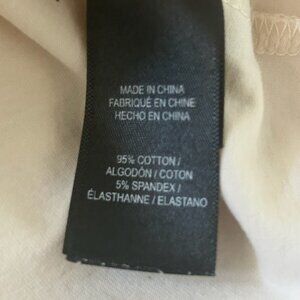 MADE IN CHINA
FABRIQUÉ EN CHINE
HECHO EN CHINA
95% COTTON /
ALGODÓN / COTON
5% SPANDEX /
ÉLASTHANNE / ELASTANO